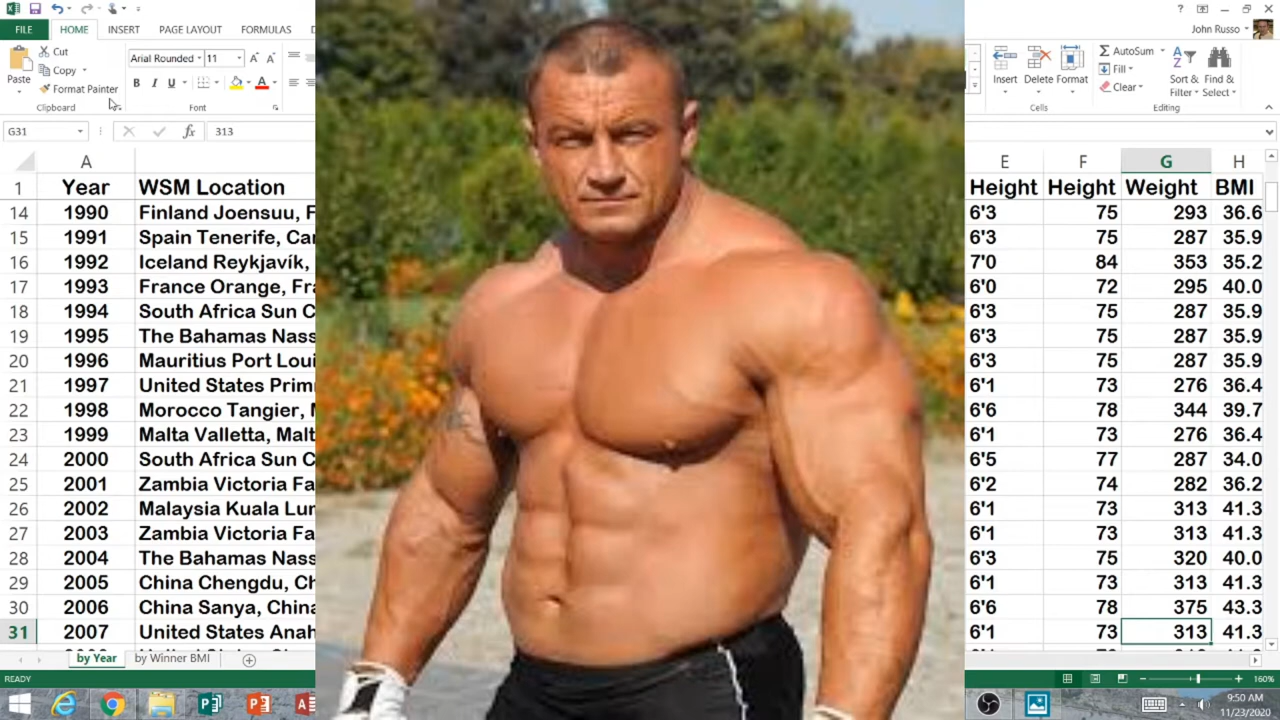 FILE HOME INSERT PAGE LAYOUT FORMULAS
John Russo
Paste
Cut
Copy
Format Painter
Clipboard
Arial Rounded 11
B I U
Font
Insert Delete Format
Cells
AutoSum
Fill
Clear
Sort & Filter
Find & Select
Editing
G31 fx 313
A E F G H
1 Year WSM Location Height Height Weight BMI
14 1990 Finland Joensuu, F 6'3 75 293 36.6
15 1991 Spain Tenerife, Ca 6'3 75 287 35.9
16 1992 Iceland Reykjavík, 7'0 84 353 35.2
17 1993 France Orange, Fra 6'0 72 295 40.0
18 1994 South Africa Sun C 6'3 75 287 35.9
19 1995 The Bahamas Nass 6'3 75 287 35.9
20 1996 Mauritius Port Loui 6'3 75 287 35.9
21 1997 United States Prim 6'1 73 276 36.4
22 1998 Morocco Tangier, 6'6 78 344 39.7
23 1999 Malta Valletta, Malt 6'1 73 276 36.4
24 2000 South Africa Sun C 6'5 77 287 34.0
25 2001 Zambia Victoria Fa 6'2 74 282 36.2
26 2002 Malaysia Kuala Lur 6'1 73 313 41.3
27 2003 Zambia Victoria Fa 6'1 73 313 41.3
28 2004 The Bahamas Nass 6'3 75 320 40.0
29 2005 China Chengdu, Ch 6'1 73 313 41.3
30 2006 China Sanya, China 6'6 78 375 43.3
31 2007 United States Anah 6'1 73 313 41.3
by Year by Winner BMI
READY 160%
9:50 AM
11/23/2020